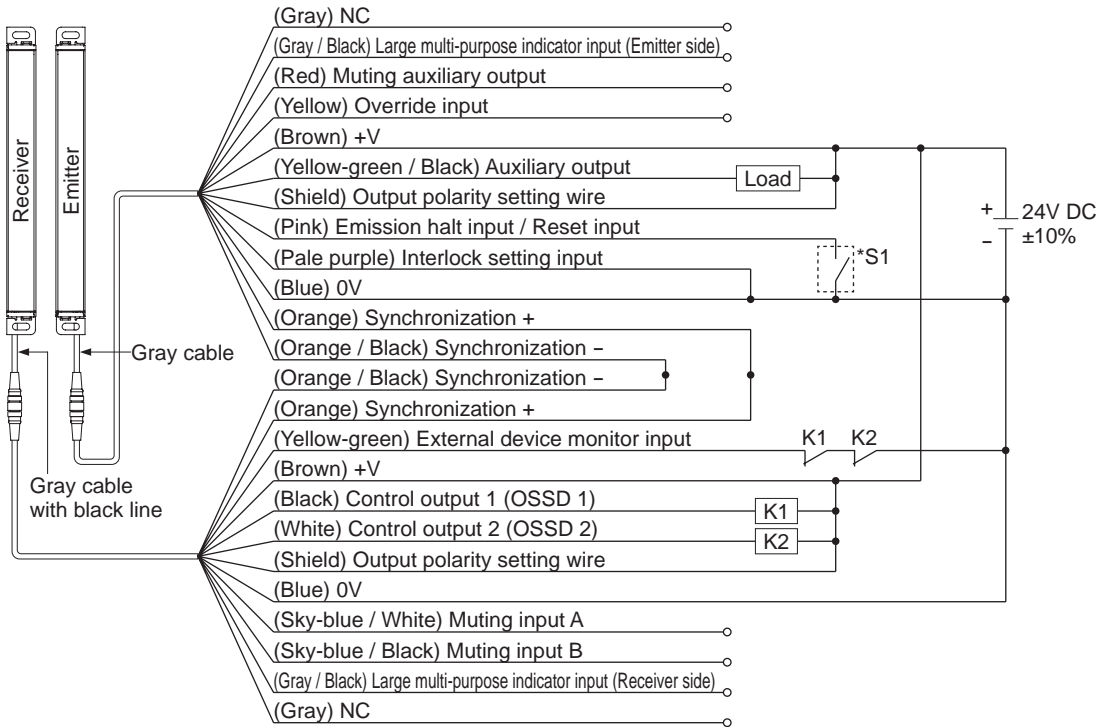 (Gray) NC
(Gray / Black) Large multi-purpose indicator input (Emitter side)
(Red) Muting auxiliary output
(Yellow) Override input
(Brown) +V
(Yellow-green / Black) Auxiliary output
Load
(Shield) Output polarity setting wire
(Pink) Emission halt input / Reset input
(Pale purple) Interlock setting input
(Blue) 0V
(Orange) Synchronization +
(Orange / Black) Synchronization −
(Orange / Black) Synchronization −
(Orange) Synchronization +
(Yellow-green) External device monitor input
K1 K2
(Brown) +V
(Black) Control output 1 (OSSD 1)
K1
(White) Control output 2 (OSSD 2)
K2
(Shield) Output polarity setting wire
(Blue) 0V
(Sky-blue / White) Muting input A
(Sky-blue / Black) Muting input B
(Gray / Black) Large multi-purpose indicator input (Receiver side)
(Gray) NC
Receiver
Emitter
Gray cable
Gray cable
with black line
*S1
+
−
24V DC
±10%